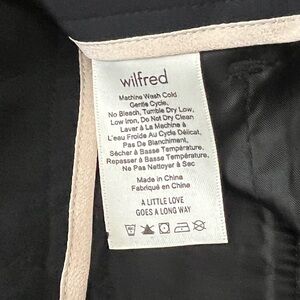 wilfred
Machine Wash Cold
Gentle Cycle,
No Bleach, Tumble Dry Low,
Low Iron, Do Not Dry Clean
Laver à La Machine à
L'eau Froide Au Cycle Délicat,
Pas De Blanchiment,
Sécher à Basse Température,
Repasser à Basse Température,
Ne Pas Nettoyer à Sec
Made in China
Fabriqué en Chine
A LITTLE LOVE
GOES A LONG WAY